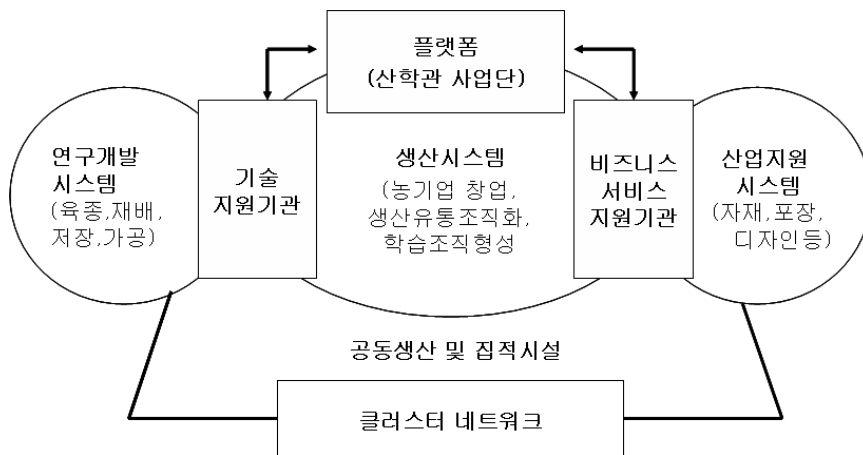 플랫폼
(산학관 사업단)
연구개발
시스템
(육종,재배,
저장,가공)
기술
지원기관
생산시스템
(농기업 창업,
생산유통조직화,
학습조직형성
비즈니스
서비스
지원기관
산업지원
시스템
(자재,포장,
디자인등)
공동생산 및 집적시설
클러스터 네트워크